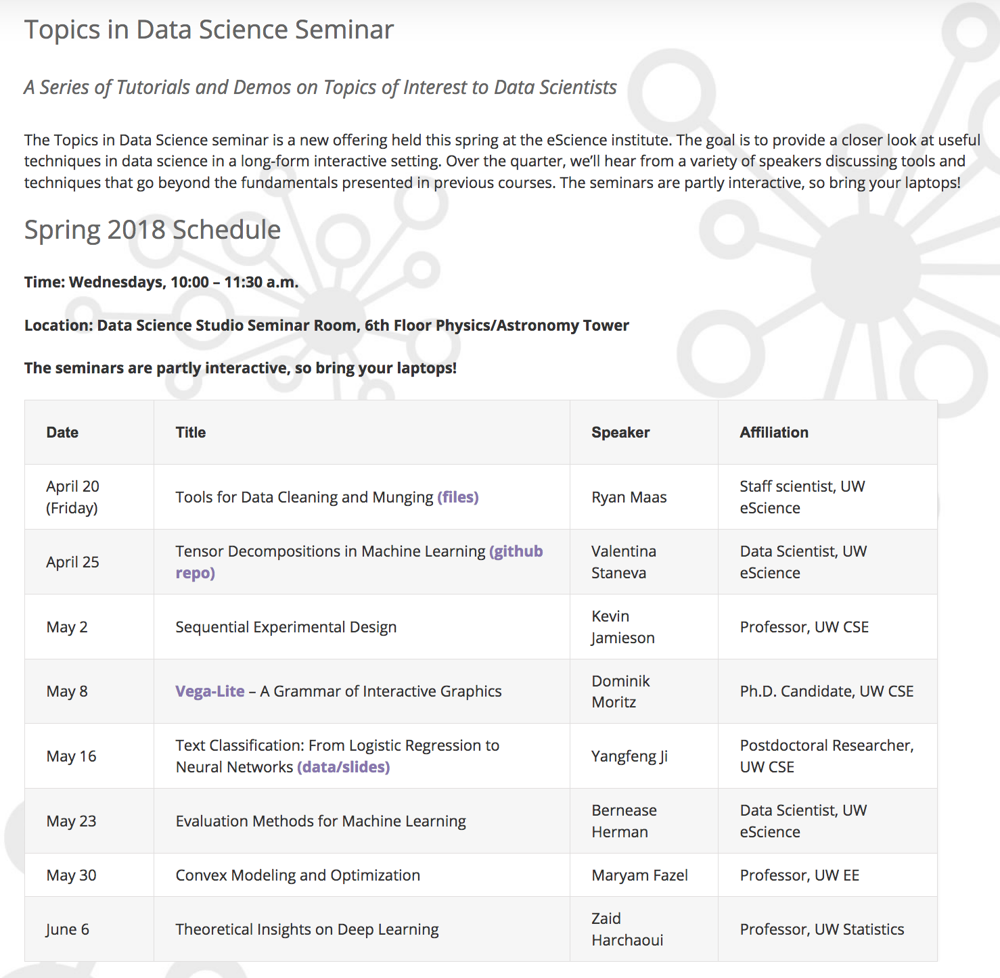 Topics in Data Science Seminar
A Series of Tutorials and Demos on Topics of Interest to Data Scientists
The Topics in Data Science seminar is a new offering held this spring at the eScience institute. The goal is to provide a closer look at useful
techniques in data science in a long-form interactive setting. Over the quarter, we’ll hear from a variety of speakers discussing tools and
techniques that go beyond the fundamentals presented in previous courses. The seminars are partly interactive, so bring your laptops!
Spring 2018 Schedule
Time: Wednesdays, 10:00 – 11:30 a.m.
Location: Data Science Studio Seminar Room, 6th Floor Physics/Astronomy Tower
The seminars are partly interactive, so bring your laptops!
Date
Title
Speaker
Affiliation
April 20
(Friday)
Tools for Data Cleaning and Munging (files)
Ryan Maas
Staff scientist, UW
eScience
April 25
Tensor Decompositions in Machine Learning (github
repo)
Valentina
Staneva
Data Scientist, UW
eScience
May 2
Sequential Experimental Design
Kevin
Jamieson
Professor, UW CSE
May 8
Vega-Lite – A Grammar of Interactive Graphics
Dominik
Moritz
Ph.D. Candidate, UW CSE
May 16
Text Classification: From Logistic Regression to
Neural Networks (data/slides)
Yangfeng Ji
Postdoctoral Researcher,
UW CSE
May 23
Evaluation Methods for Machine Learning
Bernease
Herman
Data Scientist, UW
eScience
May 30
Convex Modeling and Optimization
Maryam Fazel
Professor, UW EE
June 6
Theoretical Insights on Deep Learning
Zaid
Harchaoui
Professor, UW Statistics